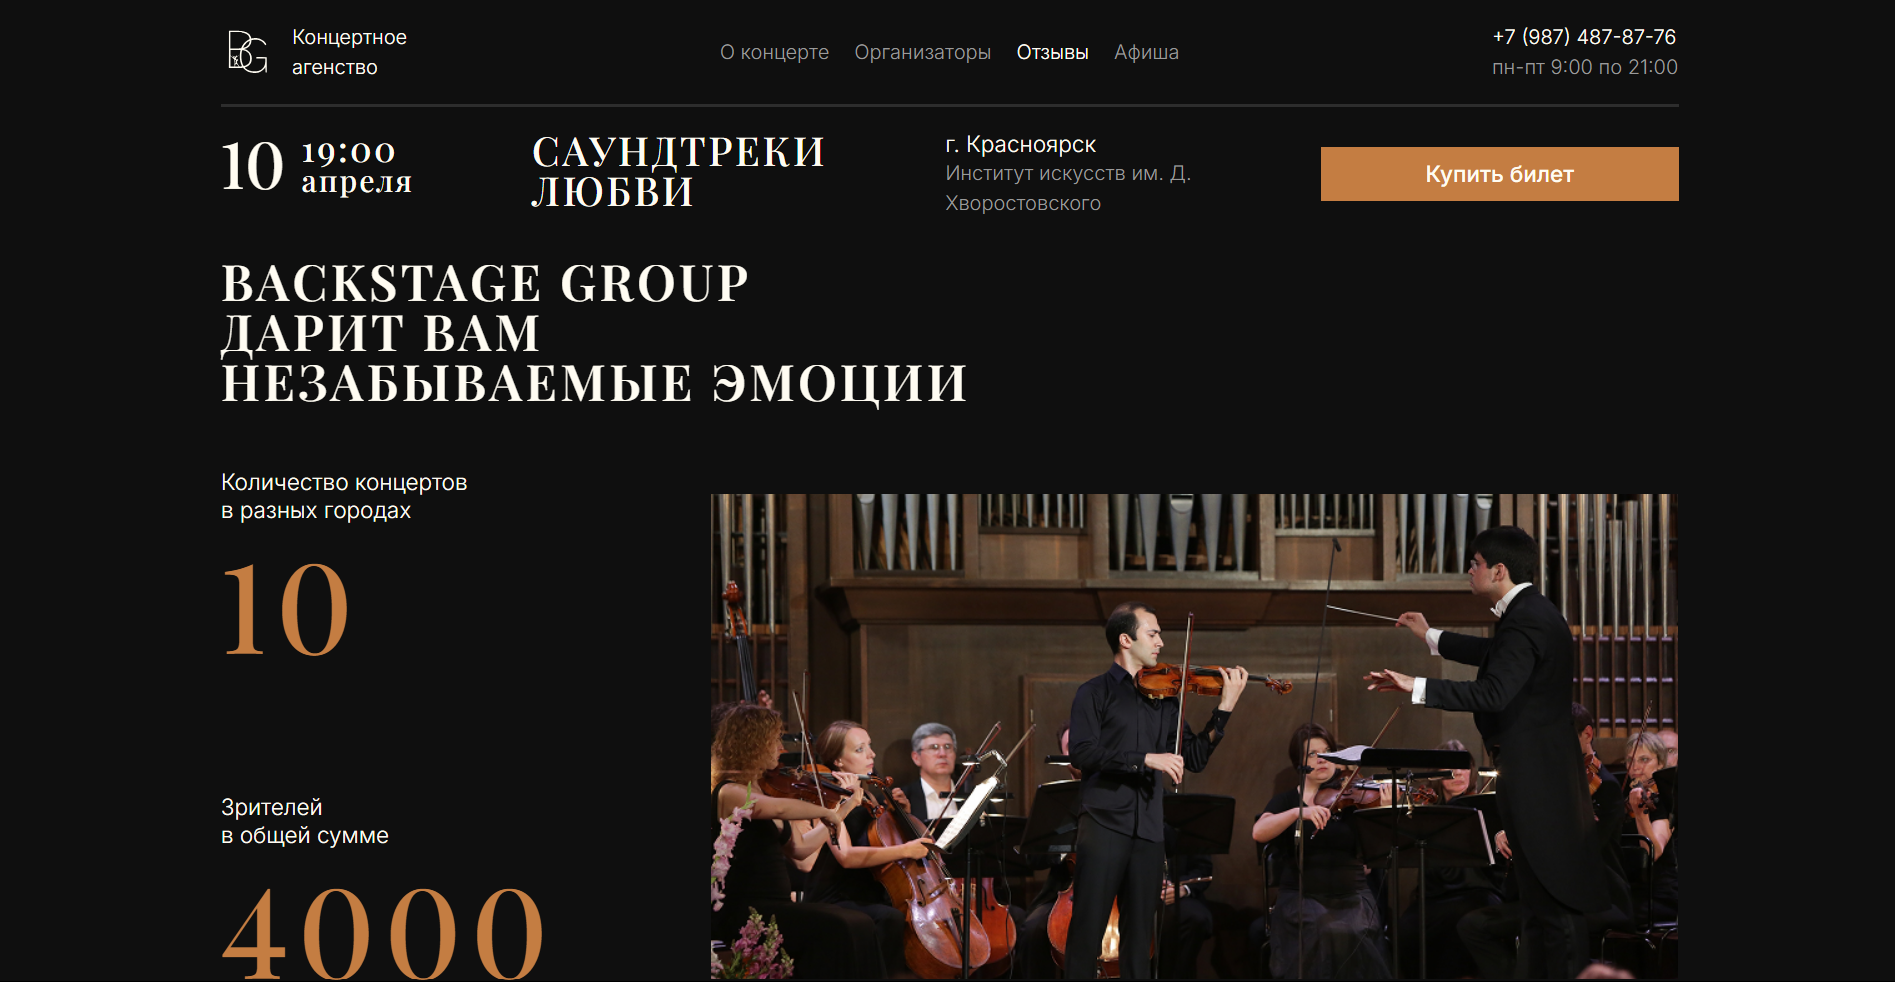 BG
Концертное
агенство
О концерте Организаторы Отзывы Афиша
+7 (987) 487-87-76
пн-пт 9:00 по 21:00
10
19:00
апреля
САУНДТРЕКИ
ЛЮБВИ
г. Красноярск
Институт искусств им. Д.
Хворостовского
Купить билет
BACKSTAGE GROUP
ДАРИТ ВАМ
НЕЗАБЫВАЕМЫЕ ЭМОЦИИ
Количество концертов
в разных городах
10
Зрителей
в общей сумме
4000